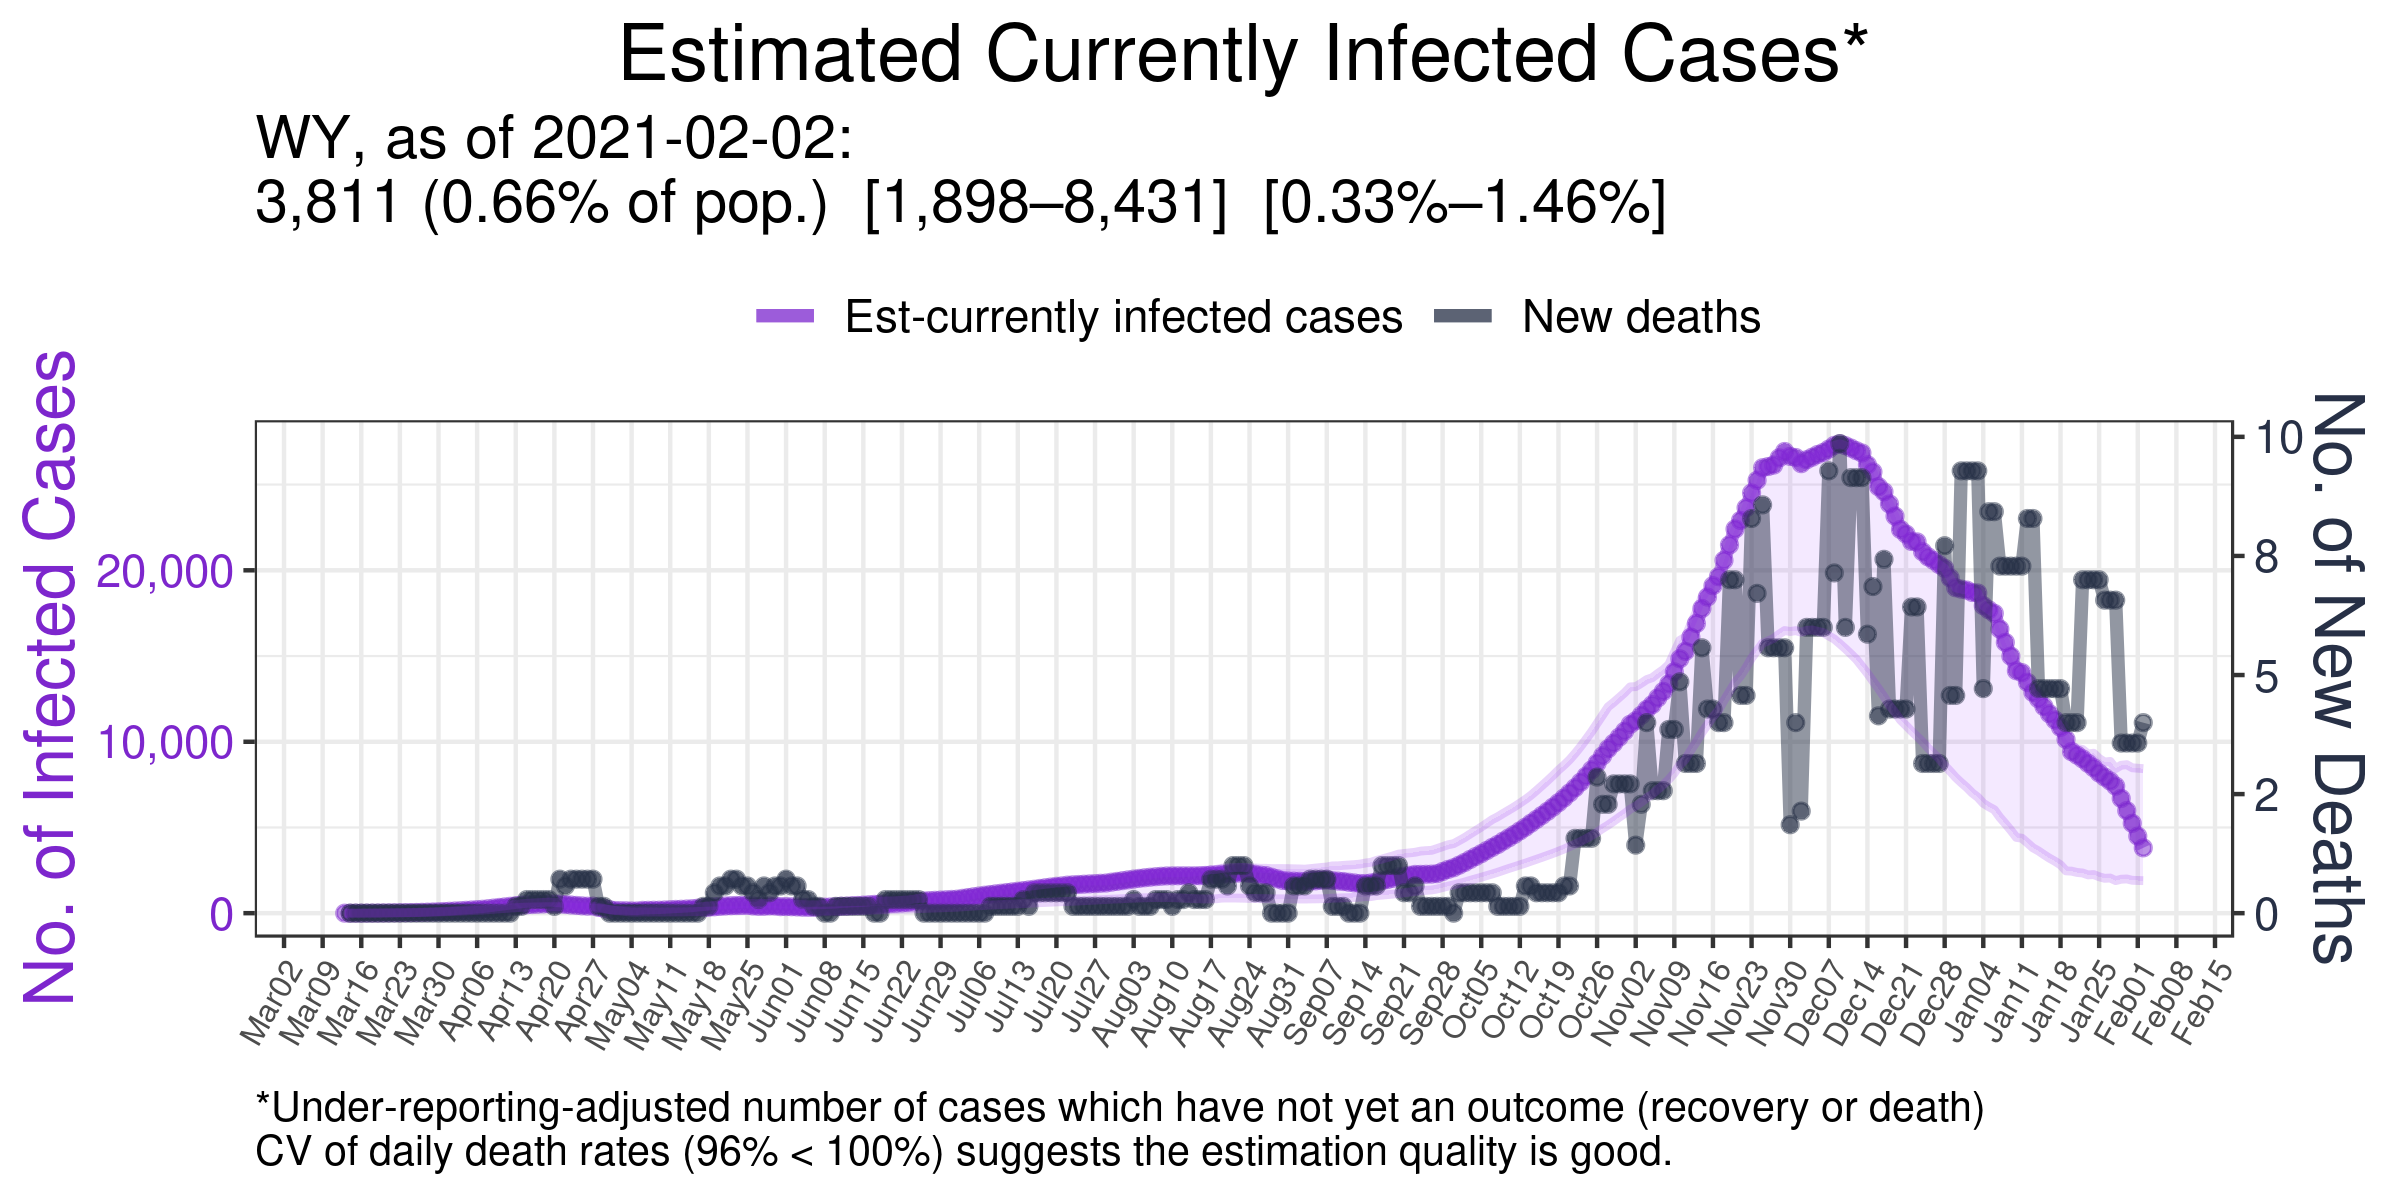 Estimated Currently Infected Cases*
WY, as of 2021-02-02:
3,811 (0.66% of pop.) [1,898–8,431] [0.33%–1.46%]
Est-currently infected cases New deaths
No. of Infected Cases
20,000
10,000
0
10
8
5
2
0
No. of New Deaths
Mar02 Mar09 Mar16 Mar23 Mar30 Apr06 Apr13 Apr20 Apr27 May04 May11 May18 May25 Jun01 Jun08 Jun15 Jun22 Jun29 Jul06 Jul13 Jul20 Jul27 Aug03 Aug10 Aug17 Aug24 Aug31 Sep07 Sep14 Sep21 Sep28 Oct05 Oct12 Oct19 Oct26 Nov02 Nov09 Nov16 Nov23 Nov30 Dec07 Dec14 Dec21 Dec28 Jan04 Jan11 Jan18 Jan25 Feb01 Feb08 Feb15
*Under-reporting-adjusted number of cases which have not yet an outcome (recovery or death)
CV of daily death rates (96% < 100%) suggests the estimation quality is good.